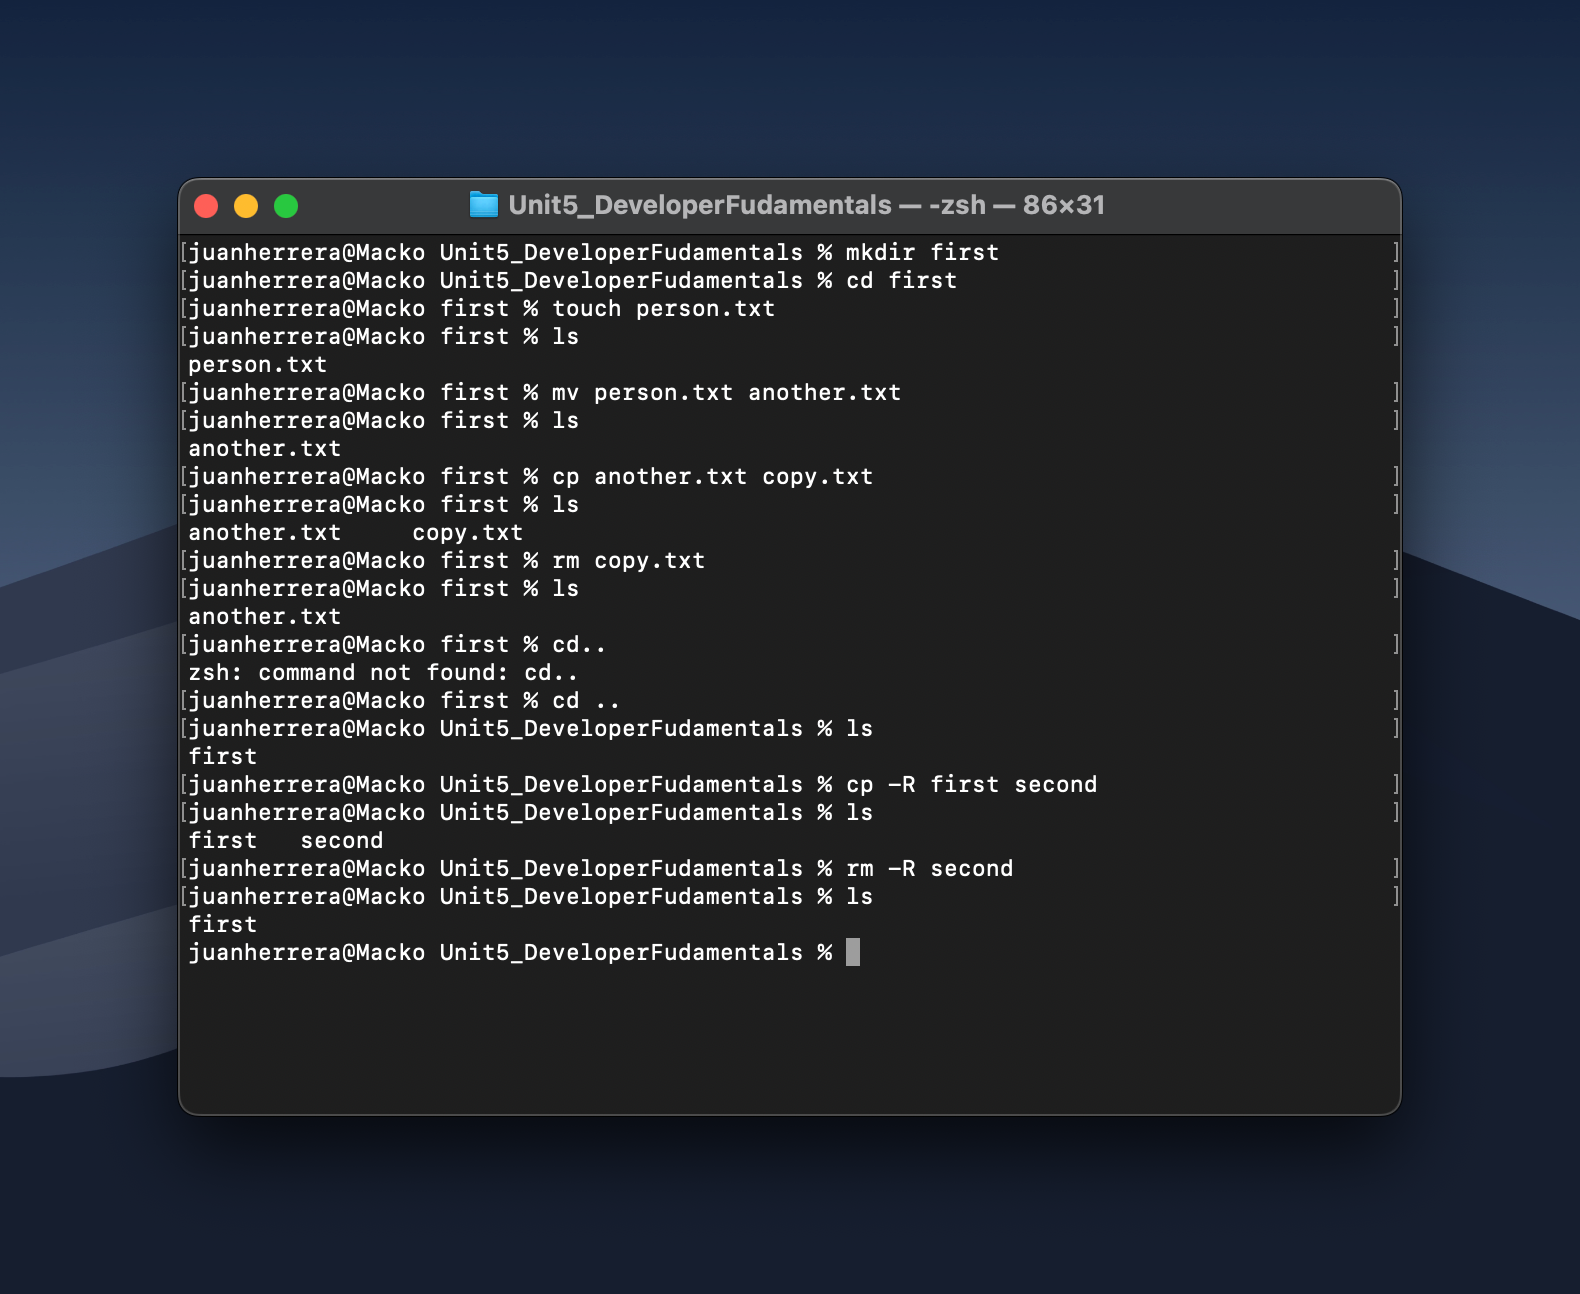 Unit5_DeveloperFudamentals — -zsh — 86×31
[juanherrera@Macko Unit5_DeveloperFudamentals % mkdir first ]
[juanherrera@Macko Unit5_DeveloperFudamentals % cd first ]
[juanherrera@Macko first % touch person.txt ]
[juanherrera@Macko first % ls ]
person.txt
[juanherrera@Macko first % mv person.txt another.txt ]
[juanherrera@Macko first % ls ]
another.txt
[juanherrera@Macko first % cp another.txt copy.txt ]
[juanherrera@Macko first % ls ]
another.txt     copy.txt
[juanherrera@Macko first % rm copy.txt ]
[juanherrera@Macko first % ls ]
another.txt
[juanherrera@Macko first % cd.. ]
zsh: command not found: cd..
[juanherrera@Macko first % cd .. ]
[juanherrera@Macko Unit5_DeveloperFudamentals % ls ]
first
[juanherrera@Macko Unit5_DeveloperFudamentals % cp -R first second ]
[juanherrera@Macko Unit5_DeveloperFudamentals % ls ]
first   second
[juanherrera@Macko Unit5_DeveloperFudamentals % rm -R second ]
[juanherrera@Macko Unit5_DeveloperFudamentals % ls ]
first
juanherrera@Macko Unit5_DeveloperFudamentals %